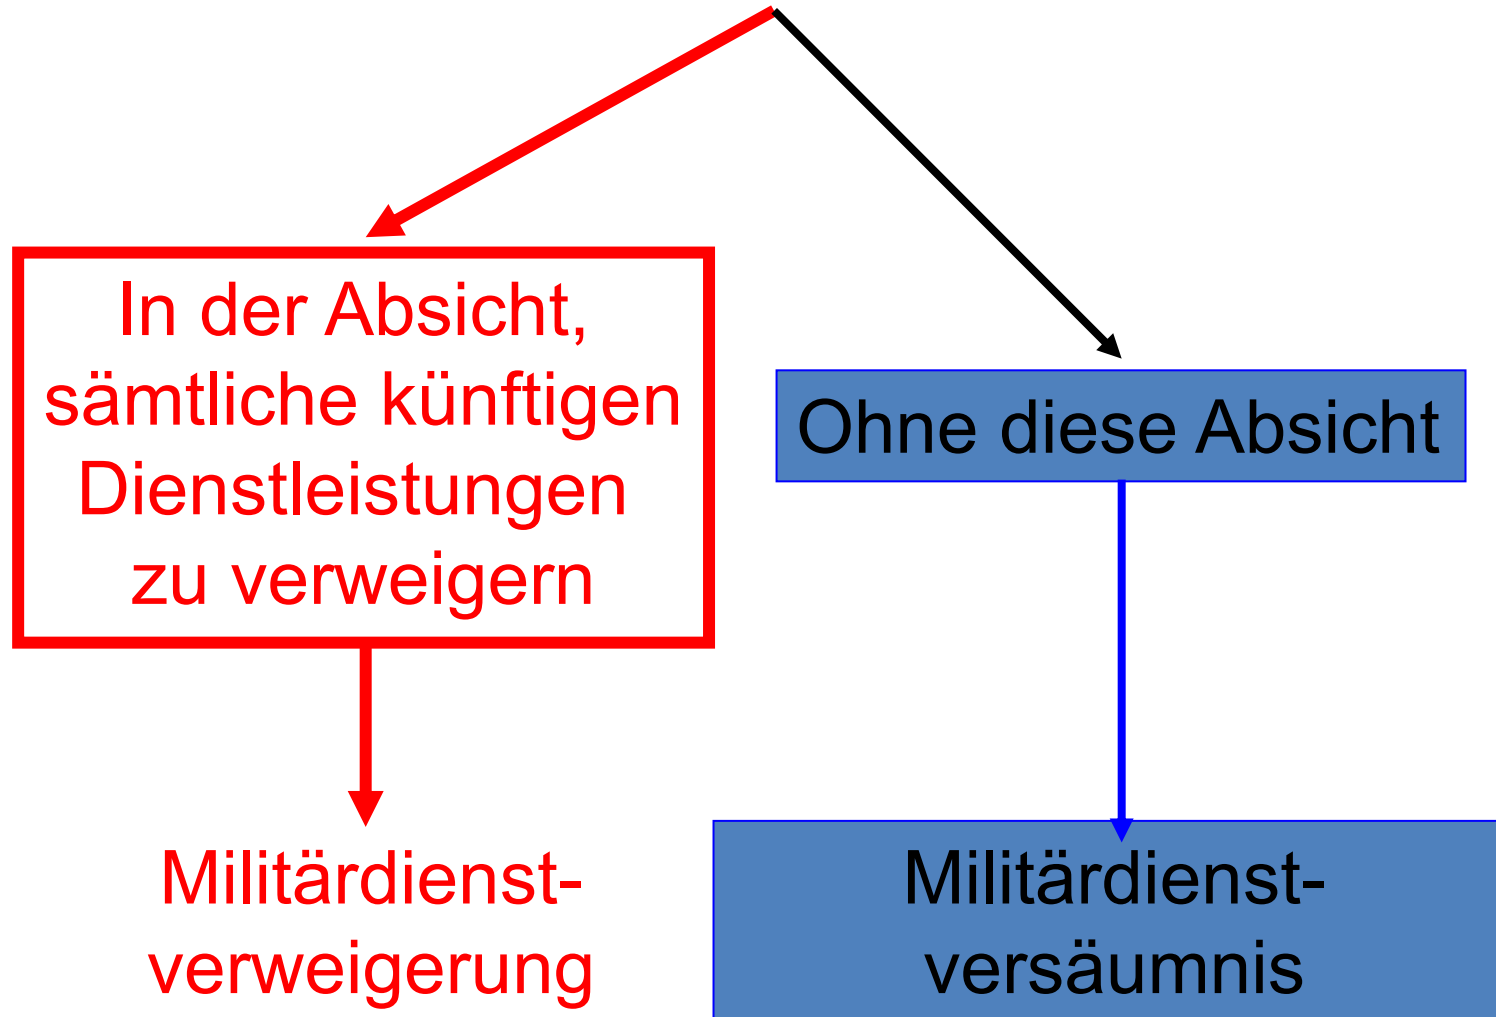 In der Absicht,
sämtliche künftigen
Dienstleistungen
zu verweigern
Ohne diese Absicht
Militärdienst-
verweigerung
Militärdienst-
versäumnis